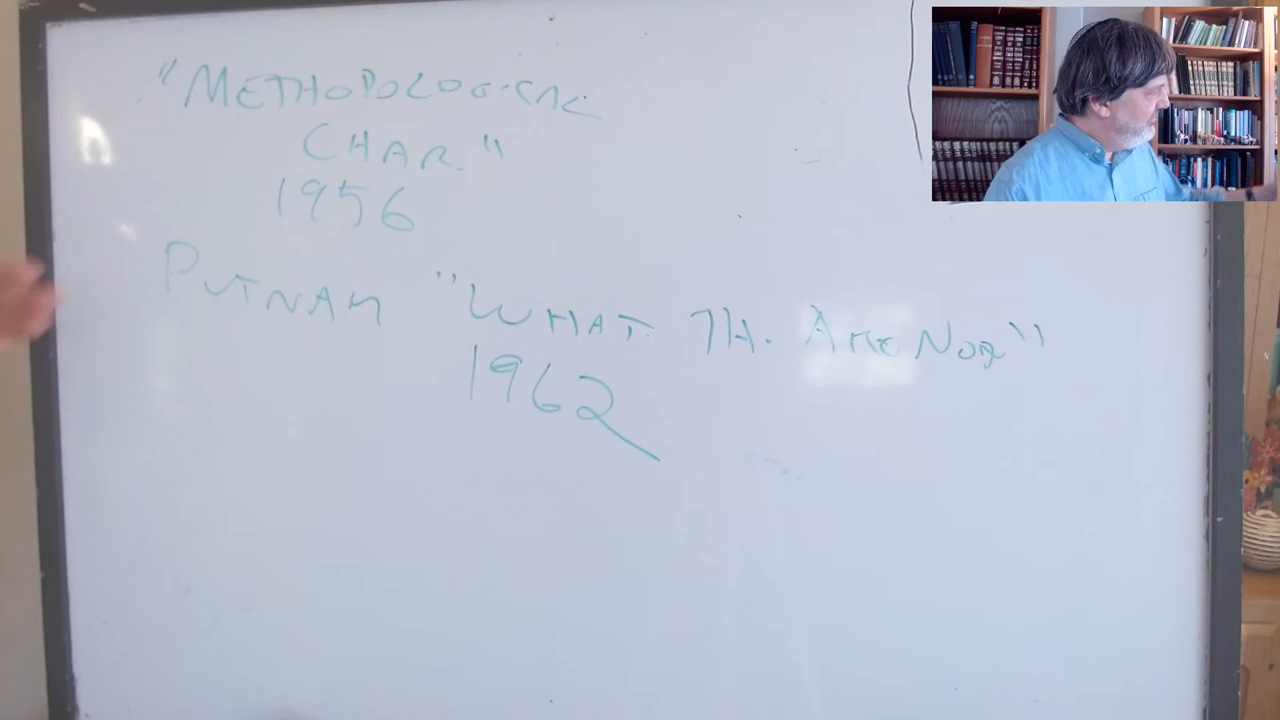 "METHODOLOGICAL
CHAR."
1956
PUTNAM "WHAT TH. ARE NOT"
1962